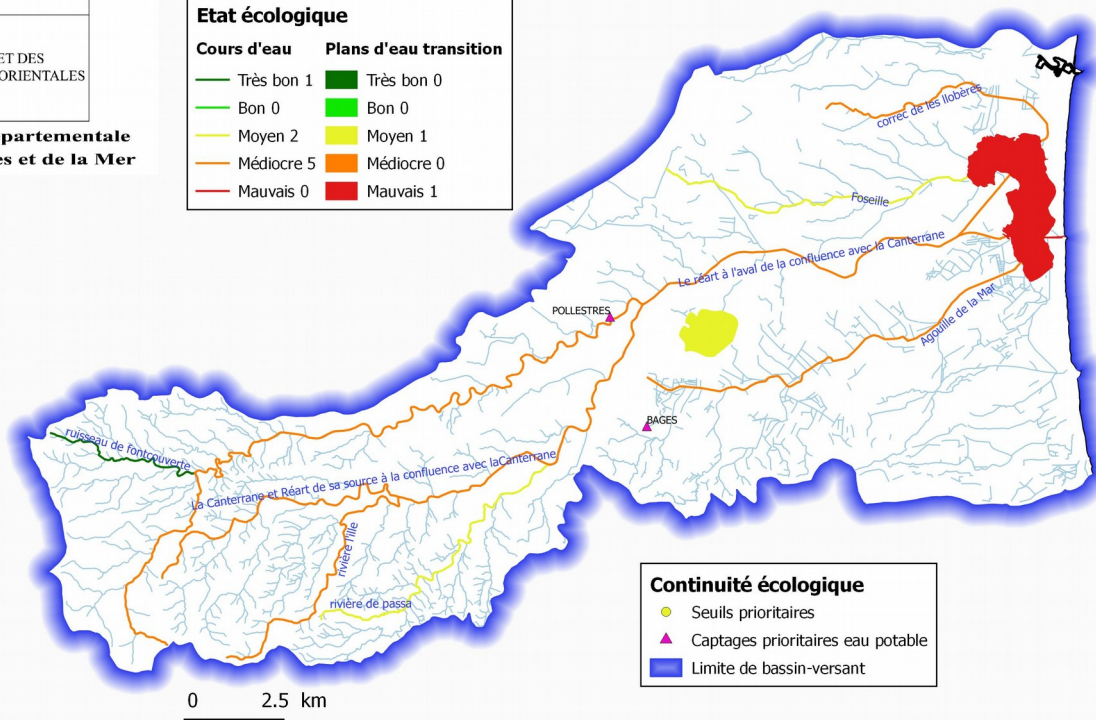 ET DES
ORIENTALES
partementale
es et de la Mer
Etat écologique
Cours d'eau Plans d'eau transition
Très bon 1 Très bon 0
Bon 0 Bon 0
Moyen 2 Moyen 1
Médiocre 5 Médiocre 0
Mauvais 0 Mauvais 1
correc de les llobères
Foseille
Le réart à l'aval de la confluence avec la Canterrane
Agouille de la Mar
POLLESTRES
BAGES
ruisseau de fontcouverte
La Canterrane et Réart de sa source à la confluence avec laCanterrane
rivière l'ille
rivière de passa
Continuité écologique
Seuils prioritaires
Captages prioritaires eau potable
Limite de bassin-versant
0 2.5 km